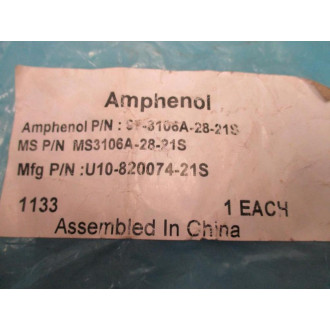 Amphenol
Amphenol P/N : 97-3106A-28-21S
MS P/N MS3106A-28-21S
Mfg P/N :U10-820074-21S
1133 1 EACH
Assembled In China